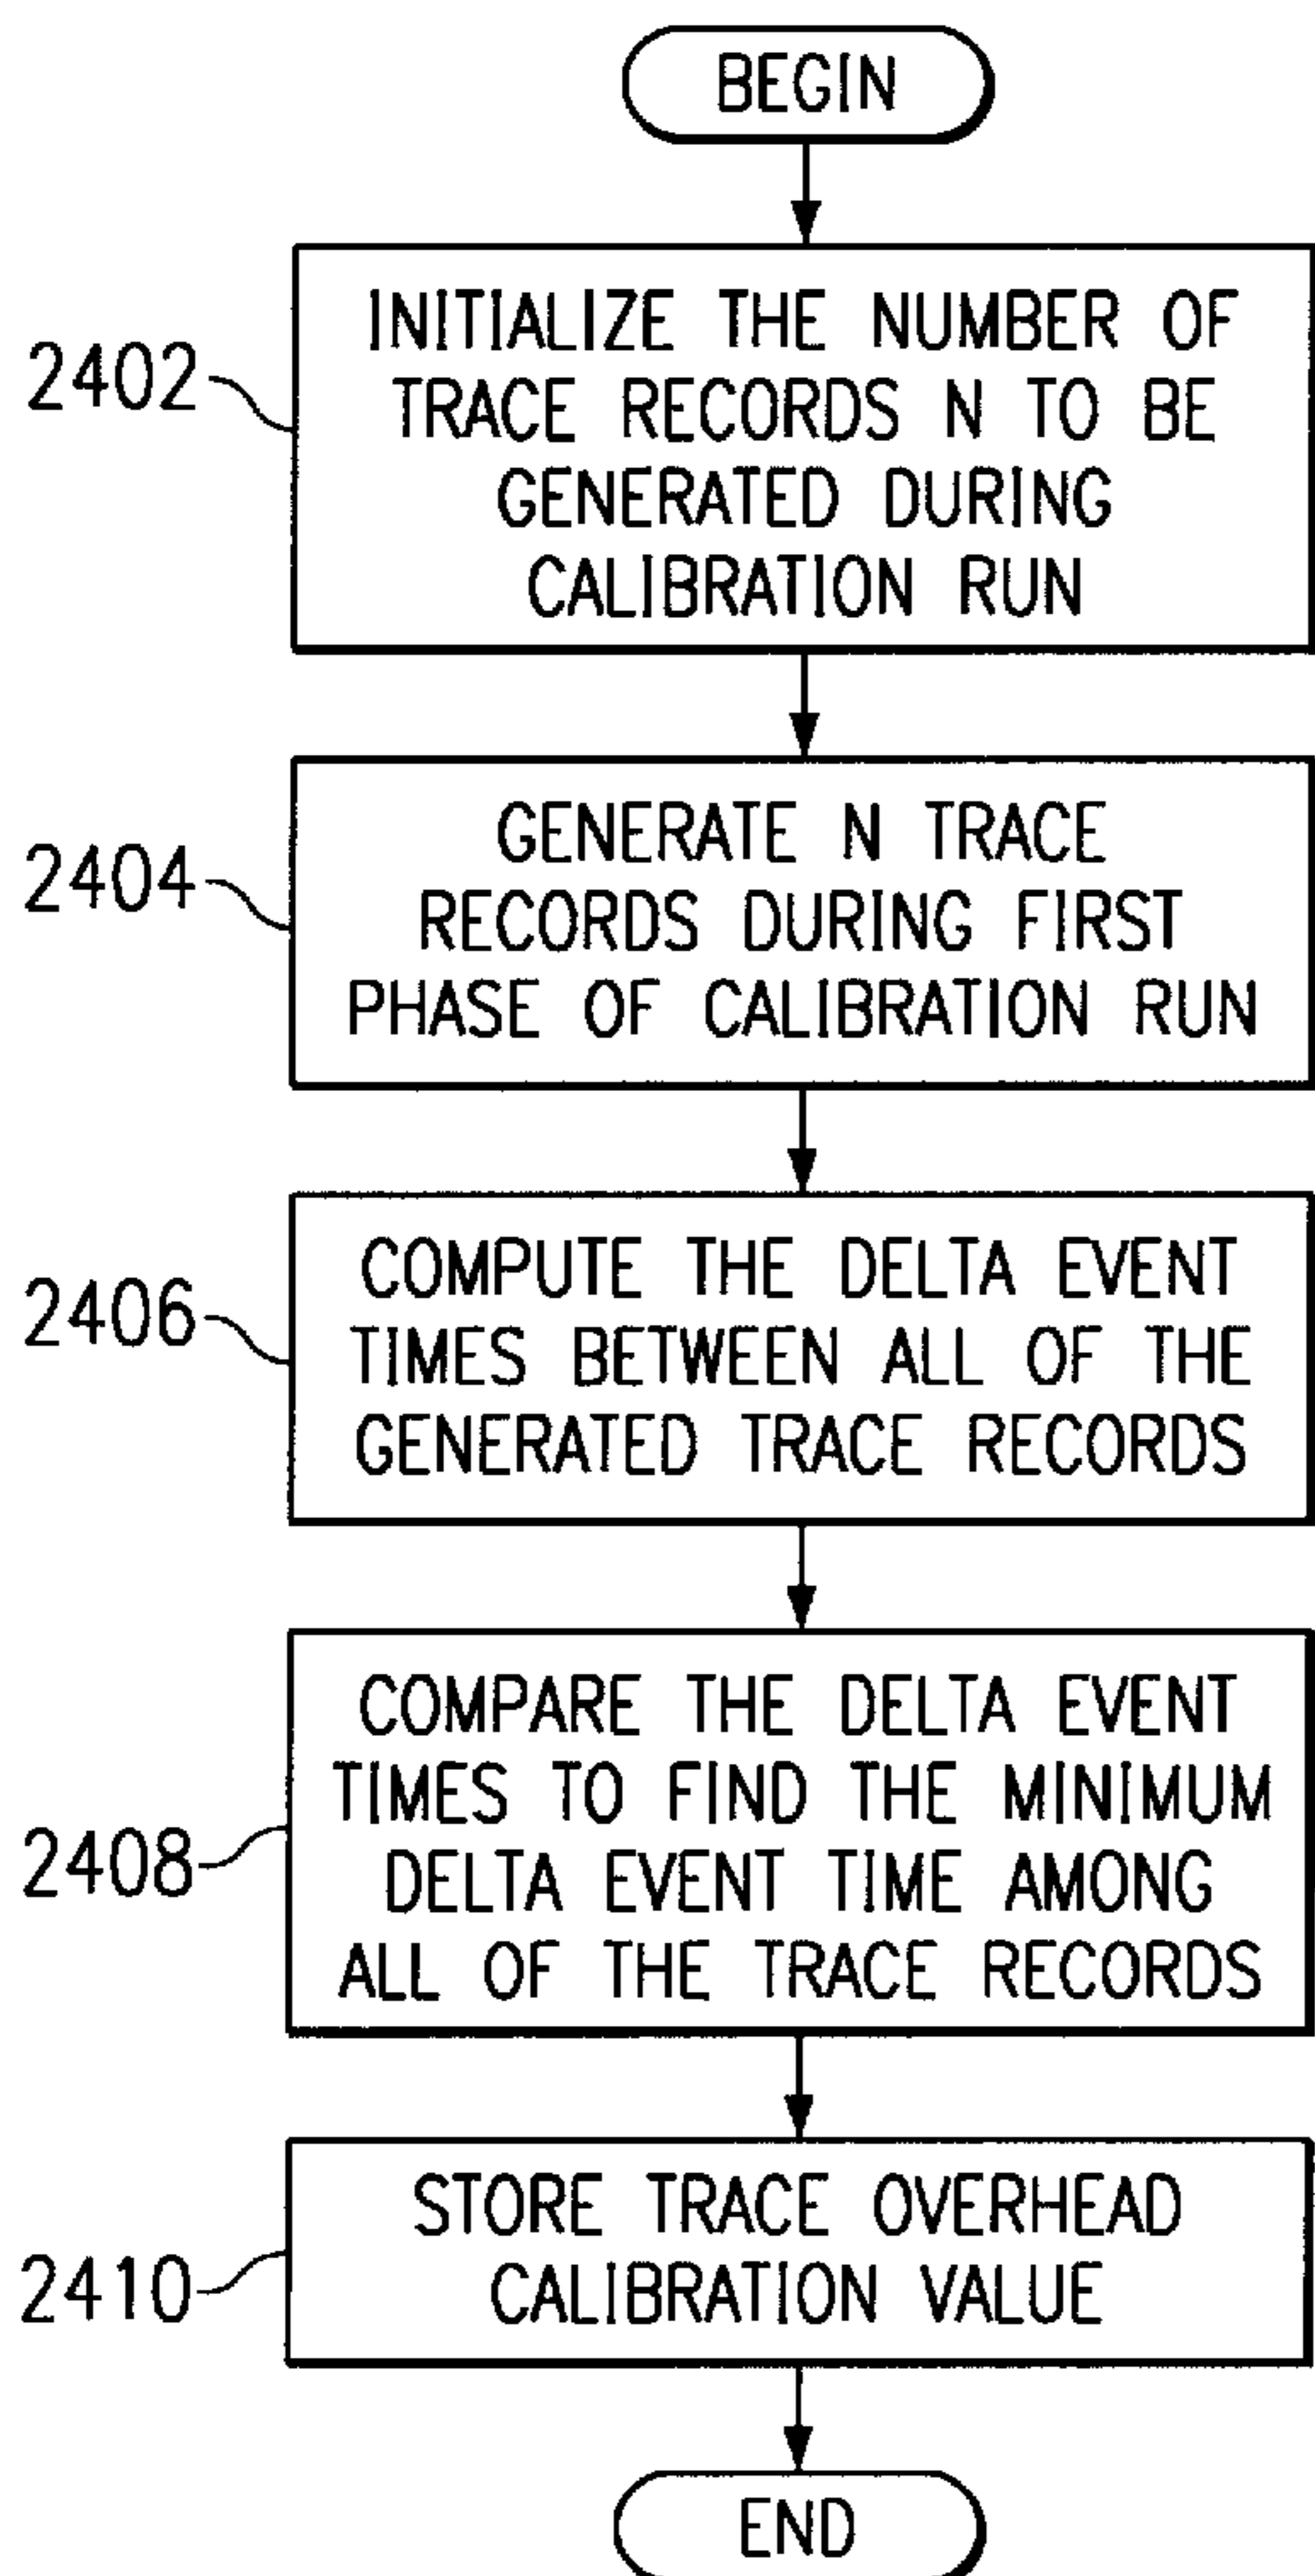 BEGIN
2402
INITIALIZE THE NUMBER OF
TRACE RECORDS N TO BE
GENERATED DURING
CALIBRATION RUN
2404
GENERATE N TRACE
RECORDS DURING FIRST
PHASE OF CALIBRATION RUN
2406
COMPUTE THE DELTA EVENT
TIMES BETWEEN ALL OF THE
GENERATED TRACE RECORDS
2408
COMPARE THE DELTA EVENT
TIMES TO FIND THE MINIMUM
DELTA EVENT TIME AMONG
ALL OF THE TRACE RECORDS
2410
STORE TRACE OVERHEAD
CALIBRATION VALUE
END